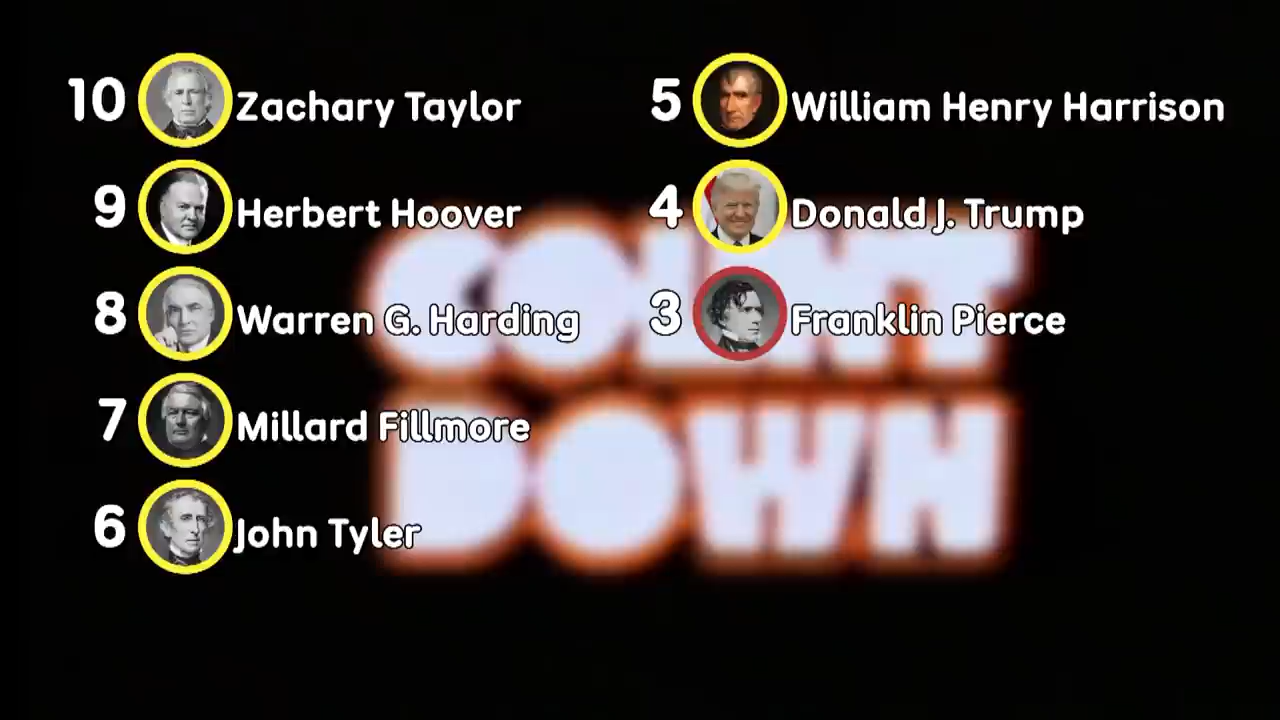 10 Zachary Taylor
9 Herbert Hoover
8 Warren G. Harding
7 Millard Fillmore
6 John Tyler
5 William Henry Harrison
4 Donald J. Trump
3 Franklin Pierce
COUNT
DOWN